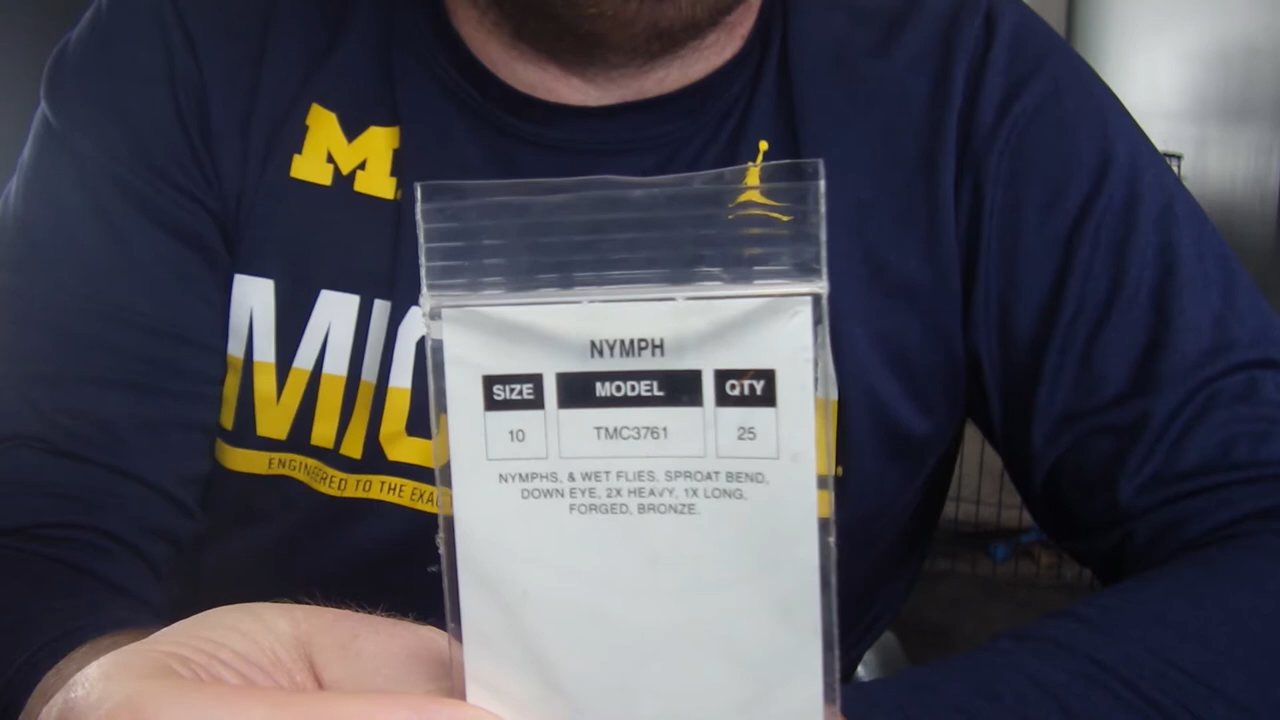 M
MIC
ENGINEERED TO THE EXAC
NYMPH
SIZE MODEL QTY
10 TMC3761 25
NYMPHS, & WET FLIES. SPROAT BEND,
DOWN EYE, 2X HEAVY, 1X LONG,
FORGED, BRONZE.